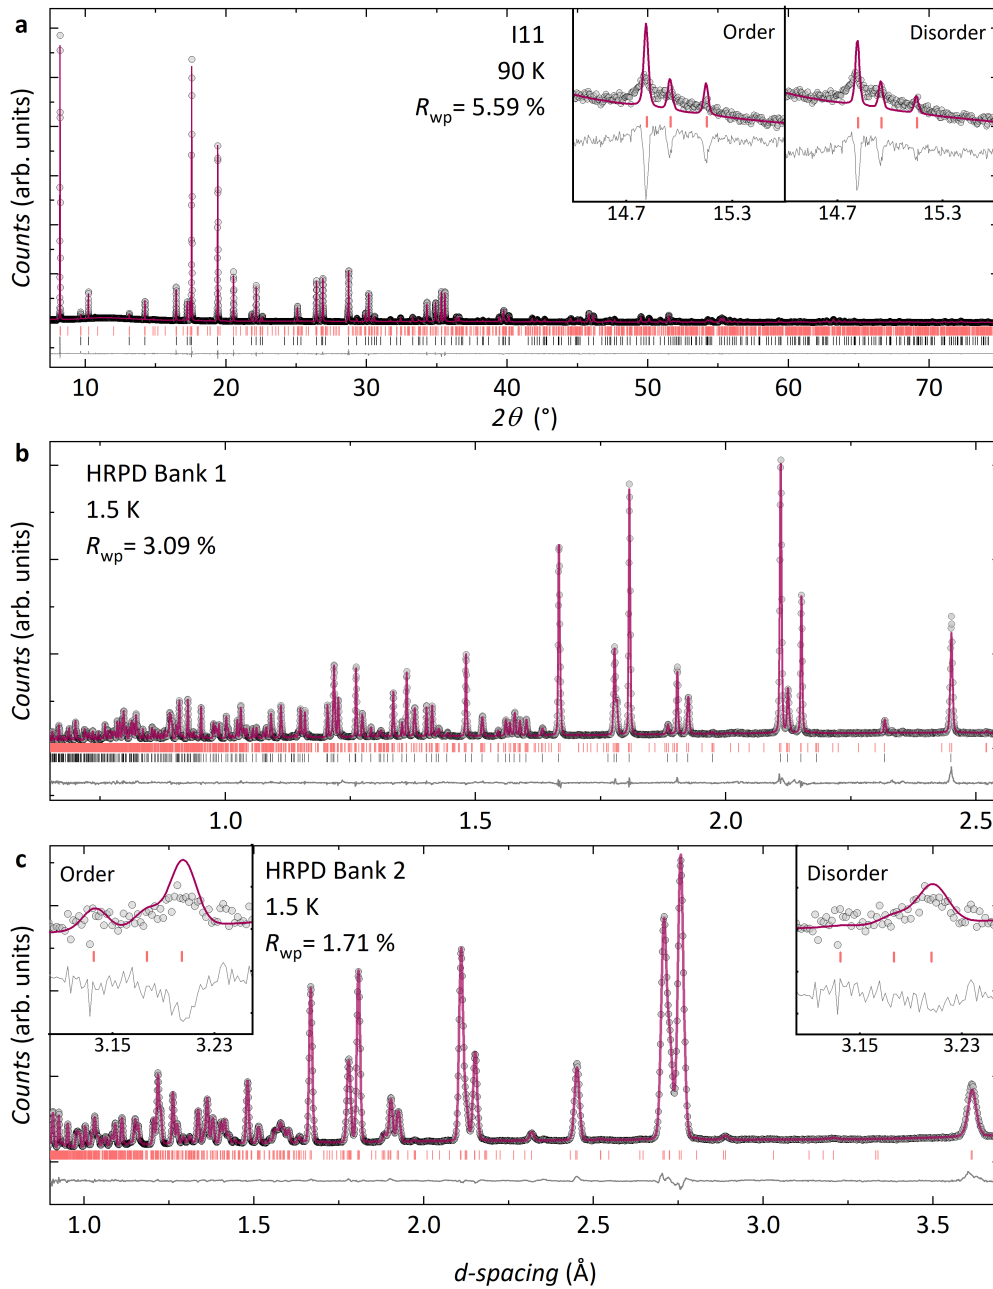 a
I11
90 K
Rwp= 5.59 %
Order
Disorder
14.7
15.3
14.7
15.3
Counts (arb. units)
10
20
30
40
50
60
70
2θ (°)
b
HRPD Bank 1
1.5 K
Rwp= 3.09 %
Counts (arb. units)
1.0
1.5
2.0
2.5
c
Order
HRPD Bank 2
1.5 K
Rwp= 1.71 %
Disorder
3.15
3.23
3.15
3.23
Counts (arb. units)
1.0
1.5
2.0
2.5
3.0
3.5
d-spacing (Å)